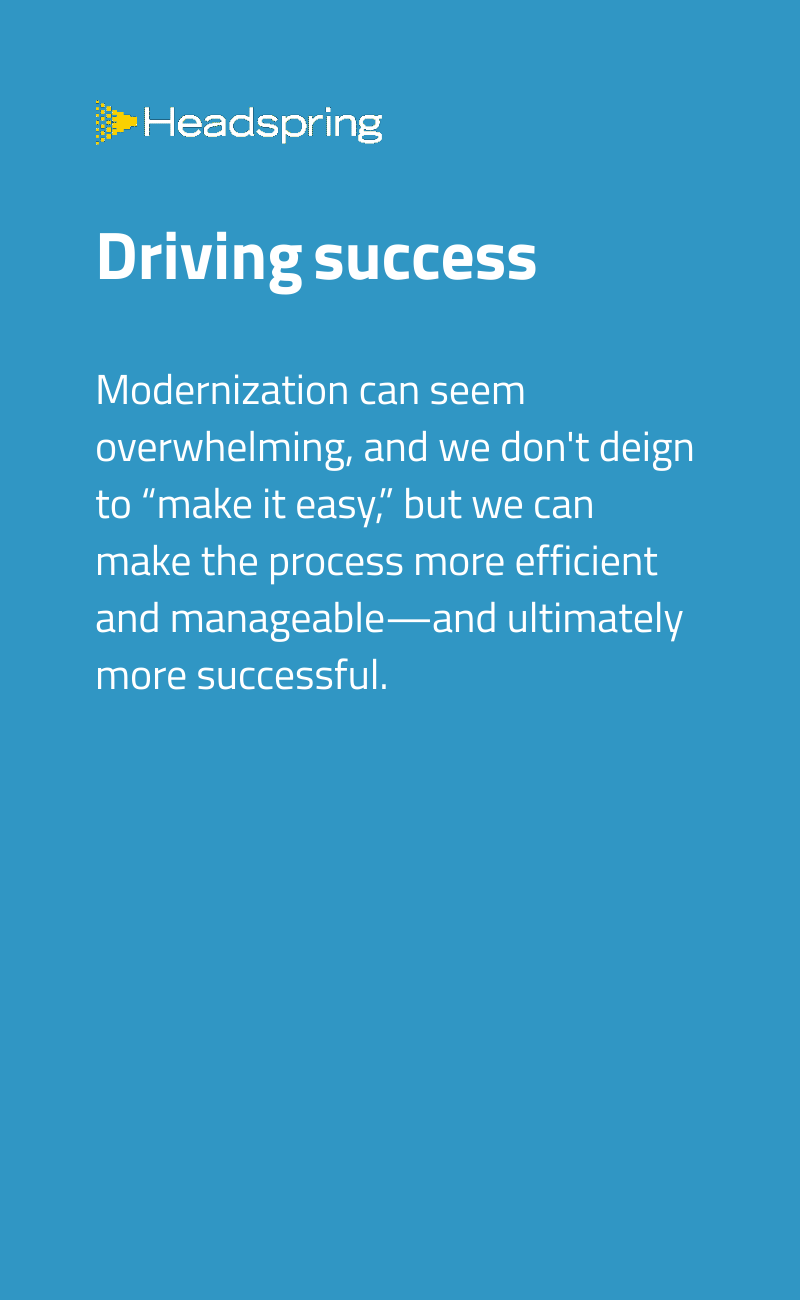 Headspring
Driving success
Modernization can seem
overwhelming, and we don't deign
to “make it easy,” but we can
make the process more efficient
and manageable—and ultimately
more successful.